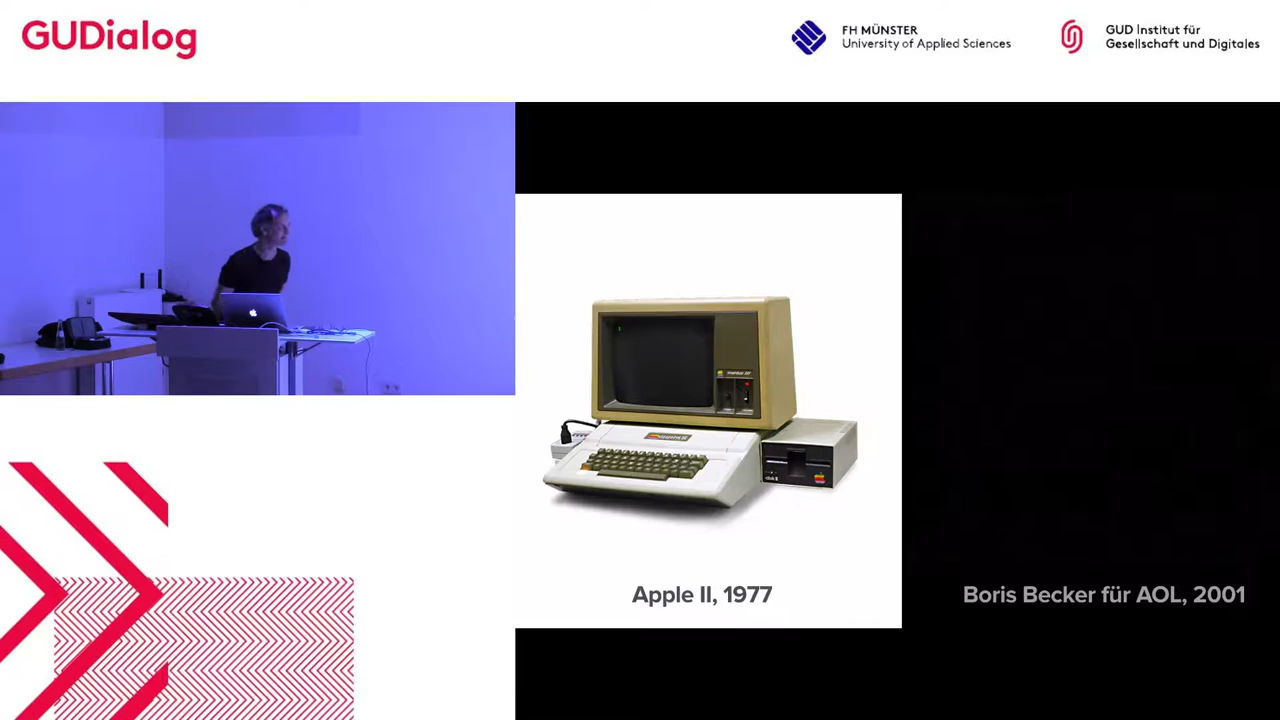 GUDialog
FH MÜNSTER
University of Applied Sciences
GUD Institut für
Gesellschaft und Digitales
Apple II, 1977
Boris Becker für AOL, 2001